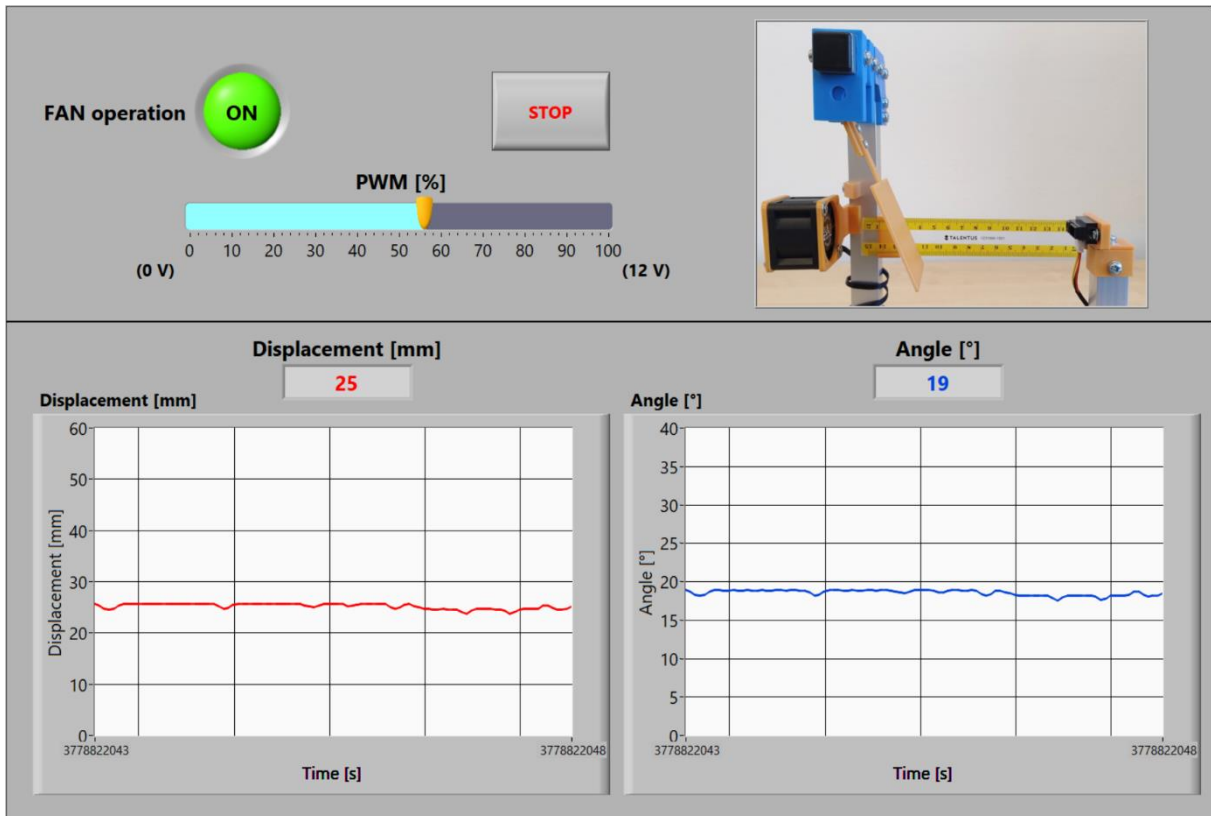 FAN operation
ON
STOP
PWM [%]
0 10 20 30 40 50 60 70 80 90 100
(0 V)
(12 V)
TALENTUS
Displacement [mm]
25
Displacement [mm]
60
50
40
30
20
10
0
Displacement [mm]
3778822043
3778822048
Time [s]
Angle [°]
19
Angle [°]
40
35
30
25
20
15
10
5
0
Angle [°]
3778822043
3778822048
Time [s]